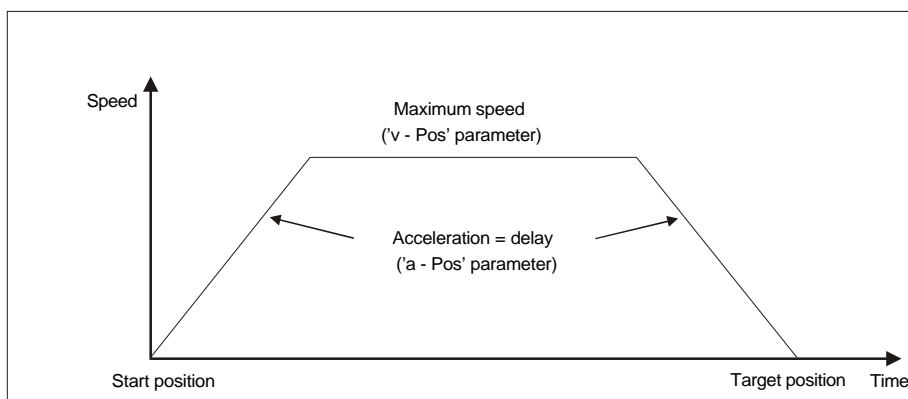 Speed
Maximum speed
('v - Pos' parameter)
Acceleration = delay
('a - Pos' parameter)
Start position
Target position
Time